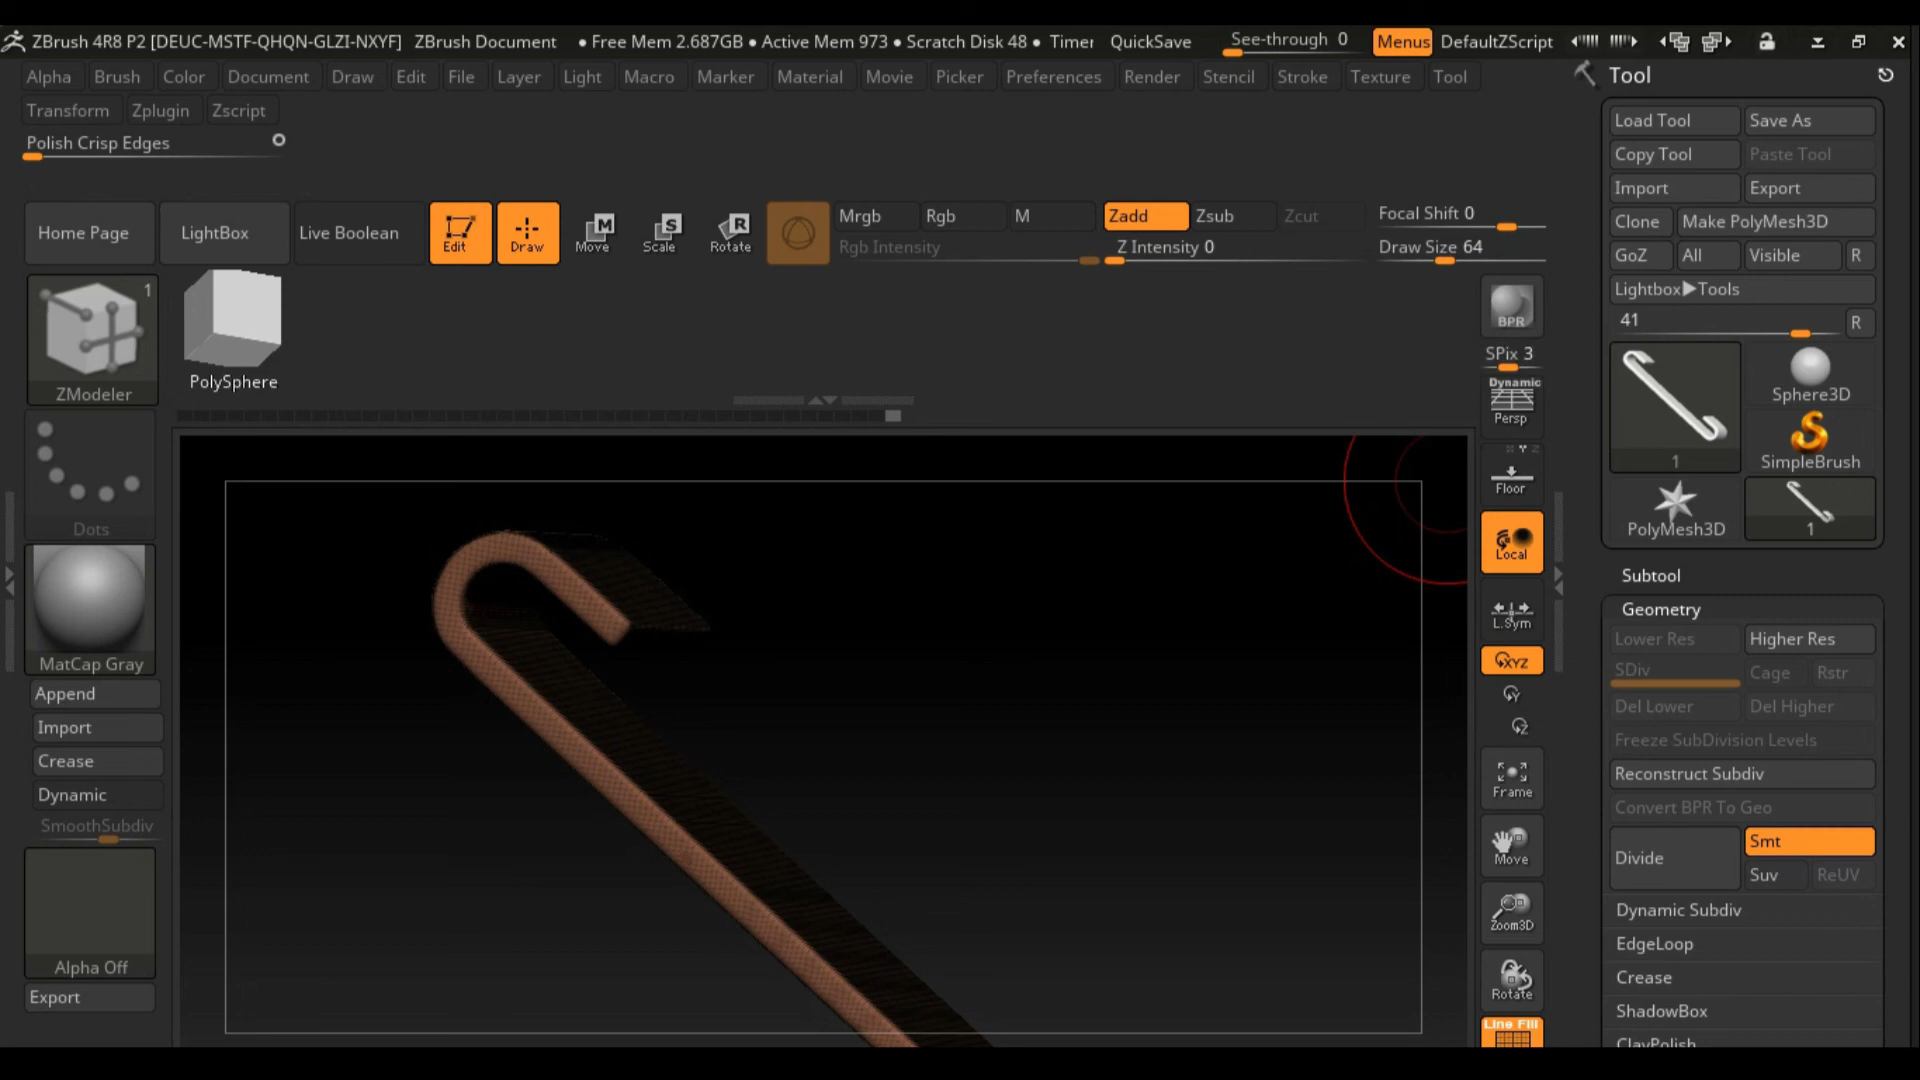 ZBrush 4R8 P2 [DEUC-MSTF-QHQN-GLZI-NXYF] ZBrush Document • Free Mem 2.687GB • Active Mem 973 • Scratch Disk 48 • Timer QuickSave See-through 0 Menus DefaultZScript
Alpha Brush Color Document Draw Edit File Layer Light Macro Marker Material Movie Picker Preferences Render Stencil Stroke Texture Tool
Transform Zplugin Zscript
Polish Crisp Edges
Home Page LightBox Live Boolean Edit Draw Move Scale Rotate
M S R
Mrgb Rgb M Zadd Zsub Zcut Focal Shift 0
Rgb Intensity Z Intensity 0 Draw Size 64
1
ZModeler
PolySphere
Dots
MatCap Gray
Append
Import
Crease
Dynamic
SmoothSubdiv
Alpha Off
Export
BPR
SPix 3
Dynamic
Persp
Floor
Local
L.Sym
XYZ
Y
Z
Frame
Move
Zoom3D
Rotate
Line Fill
Tool
Load Tool Save As
Copy Tool Paste Tool
Import Export
Clone Make PolyMesh3D
GoZ All Visible R
Lightbox▶Tools
41 R
1 Sphere3D
SimpleBrush
PolyMesh3D 1
Subtool
Geometry
Lower Res Higher Res
SDiv Cage Rstr
Del Lower Del Higher
Freeze SubDivision Levels
Reconstruct Subdiv
Convert BPR To Geo
Divide Smt
Suv ReUV
Dynamic Subdiv
EdgeLoop
Crease
ShadowBox
ClayPolish